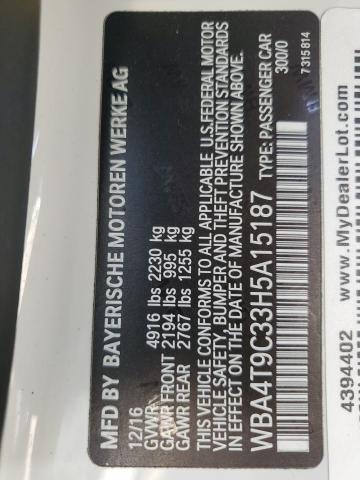 MFD BY BAYERISCHE MOTOREN WERKE AG
12/16
GVWR 4916 lbs 2230 kg
GAWR FRONT 2194 lbs 995 kg
GAWR REAR 2767 lbs 1255 kg
THIS VEHICLE CONFORMS TO ALL APPLICABLE U.S.FEDERAL MOTOR
VEHICLE SAFETY, BUMPER AND THEFT PREVENTION STANDARDS
IN EFFECT ON THE DATE OF MANUFACTURE SHOWN ABOVE.
WBA4T9C33H5A15187 TYPE: PASSENGER CAR
300/0
7315814
www.MyDealerLot.com
4394402